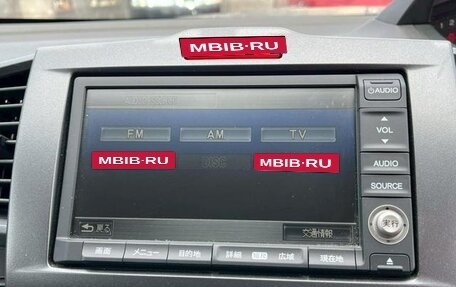 MBIB-RU
AUDIO
FM AM TV
VOL
MBIB-RU DISC MBIB-RU
AUDIO
SOURCE
実行
戻る 交通情報
画面 メニュー 目的地 詳細 広域 現在地